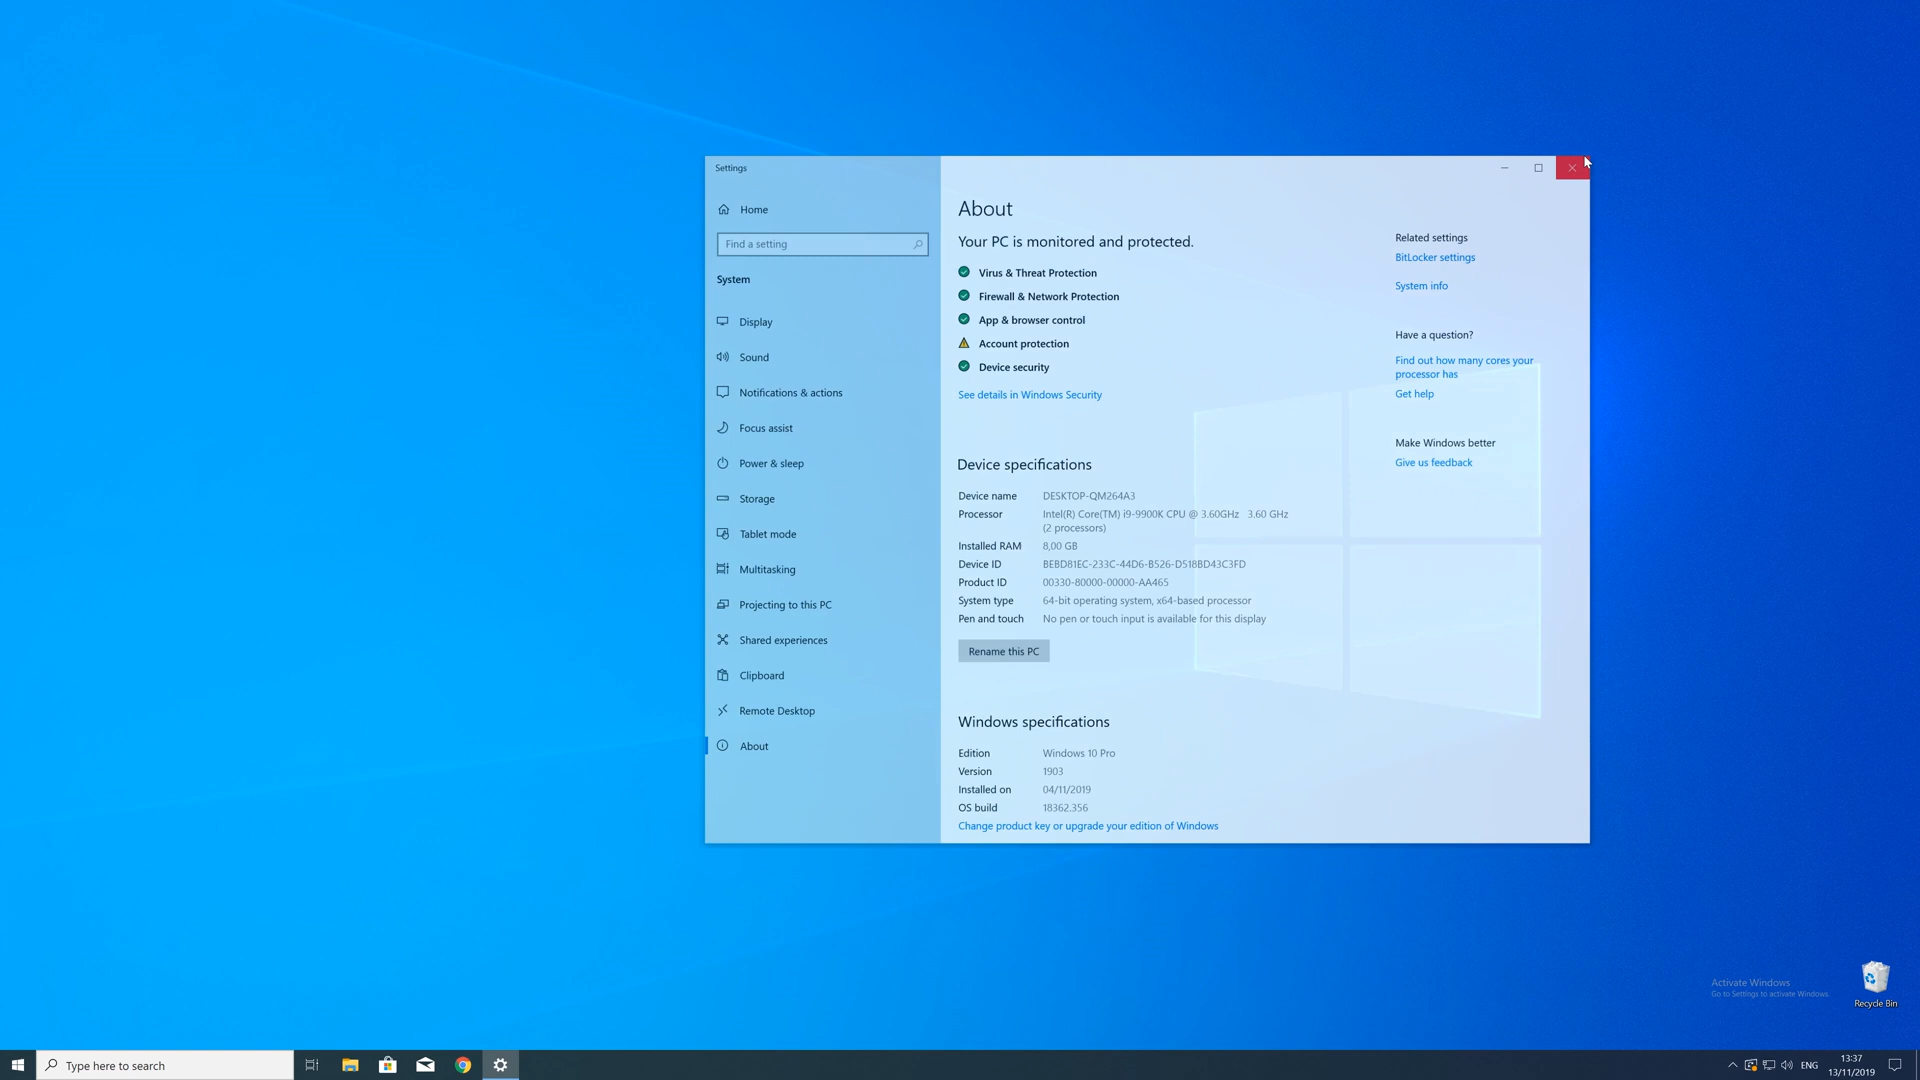 Settings
Home
Find a setting
System
Display
Sound
Notifications & actions
Focus assist
Power & sleep
Storage
Tablet mode
Multitasking
Projecting to this PC
Shared experiences
Clipboard
Remote Desktop
About
About
Your PC is monitored and protected.
Virus & Threat Protection
Firewall & Network Protection
App & browser control
Account protection
Device security
See details in Windows Security
Device specifications
Device name DESKTOP-QM264A3
Processor Intel(R) Core(TM) i9-9900K CPU @ 3.60GHz 3.60 GHz
(2 processors)
Installed RAM 8,00 GB
Device ID BEBD81EC-233C-44D6-B526-D518BD43C3FD
Product ID 00330-80000-00000-AA465
System type 64-bit operating system, x64-based processor
Pen and touch No pen or touch input is available for this display
Rename this PC
Windows specifications
Edition Windows 10 Pro
Version 1903
Installed on 04/11/2019
OS build 18362.356
Change product key or upgrade your edition of Windows
Related settings
BitLocker settings
System info
Have a question?
Find out how many cores your
processor has
Get help
Make Windows better
Give us feedback
Activate Windows
Go to Settings to activate Windows.
Recycle Bin
Type here to search
ENG
13:37
13/11/2019